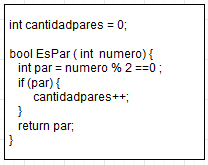 int cantidadpares = 0;
bool EsPar ( int numero) {
int par = numero % 2 ==0 ;
if (par) {
cantidadpares++;
}
return par;
}